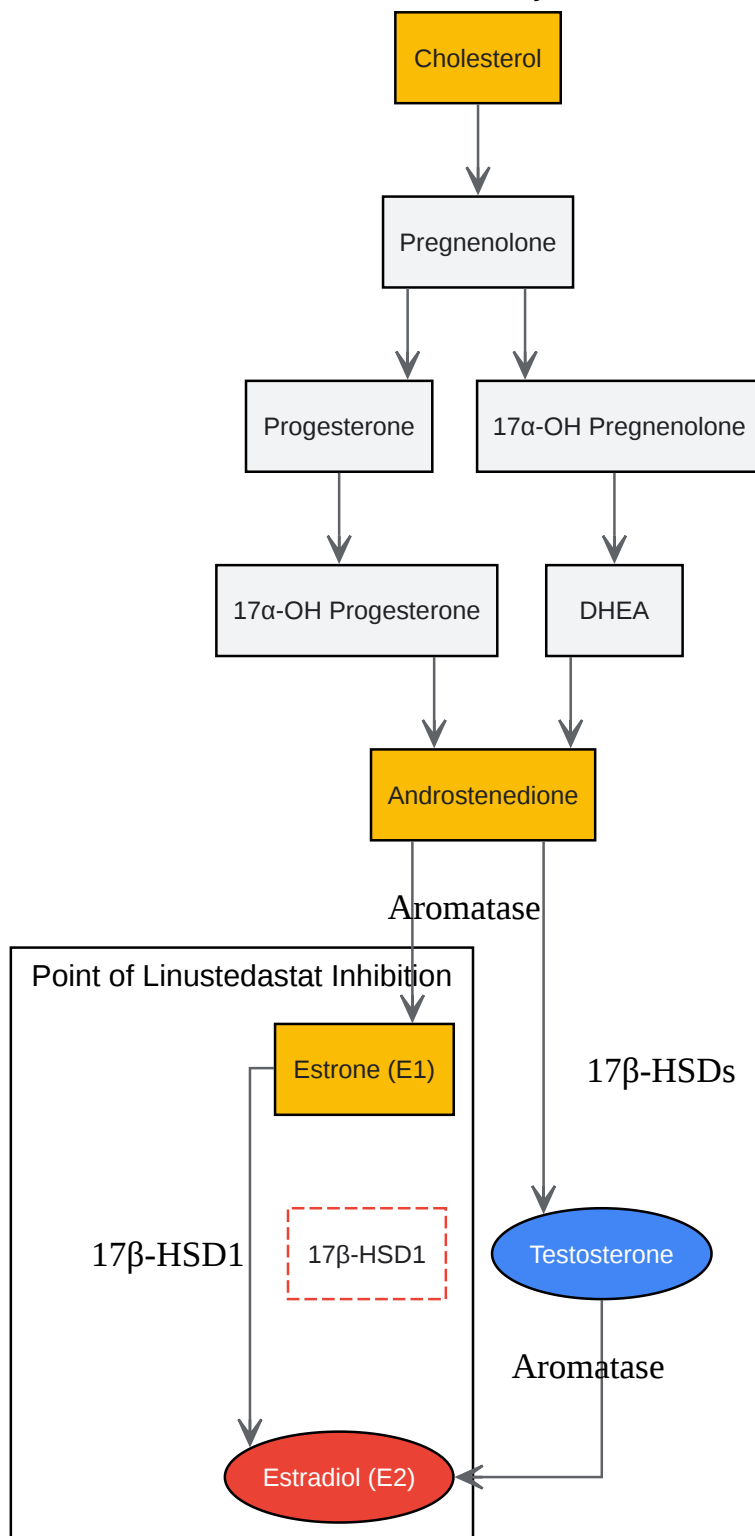 Cholesterol
Pregnenolone
Progesterone
17α-OH Pregnenolone
17α-OH Progesterone
DHEA
Androstenedione
Aromatase
Point of Linustedastat Inhibition
Estrone (E1)
17β-HSDs
17β-HSD1
17β-HSD1
Testosterone
Aromatase
Estradiol (E2)